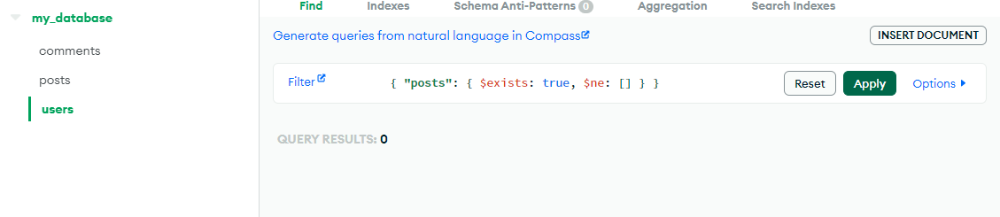 my_database
comments
posts
users
Find Indexes Schema Anti-Patterns 0 Aggregation Search Indexes
Generate queries from natural language in Compass INSERT DOCUMENT
Filter { "posts": { $exists: true, $ne: [] } } Reset Apply Options
QUERY RESULTS: 0